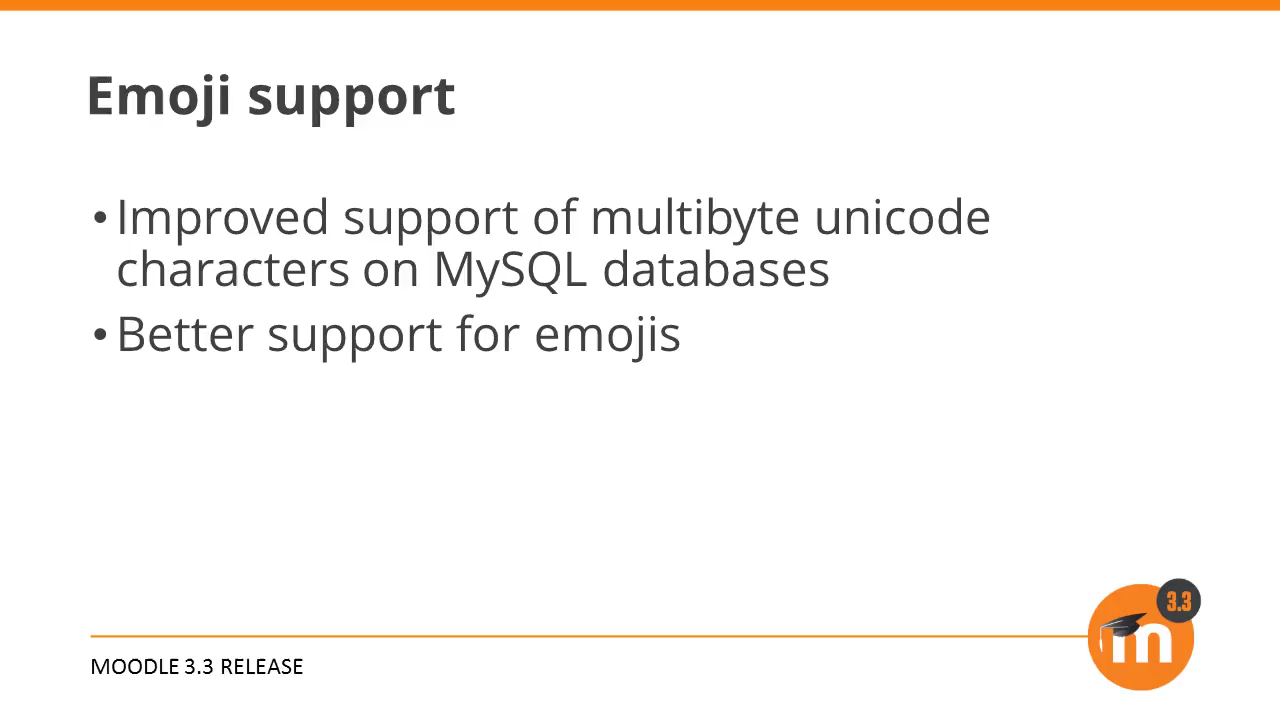 Emoji support
• Improved support of multibyte unicode
characters on MySQL databases
• Better support for emojis
3.3
m
MOODLE 3.3 RELEASE